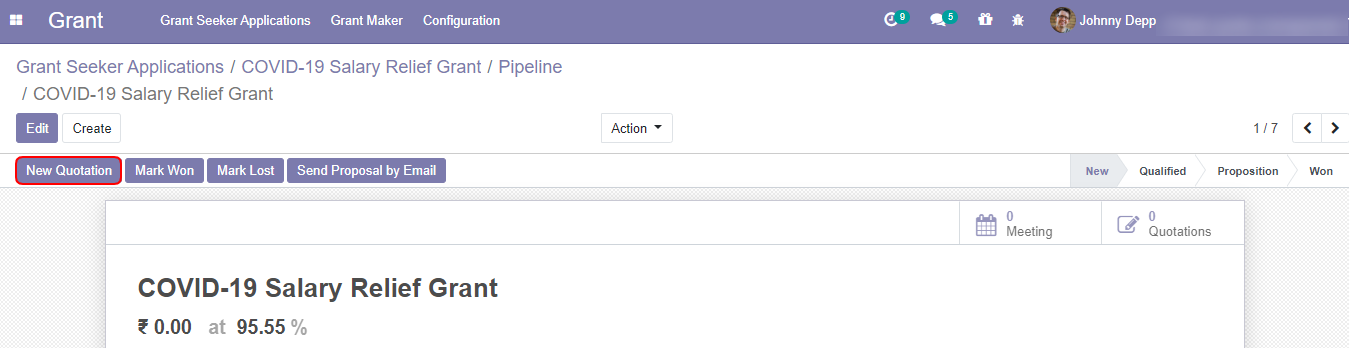 Grant Grant Seeker Applications Grant Maker Configuration 9 5 Johnny Depp
Grant Seeker Applications / COVID-19 Salary Relief Grant / Pipeline
/ COVID-19 Salary Relief Grant
Edit Create Action 1 / 7
New Quotation Mark Won Mark Lost Send Proposal by Email New Qualified Proposition Won
0 Meeting
0 Quotations
COVID-19 Salary Relief Grant
₹ 0.00 at 95.55 %